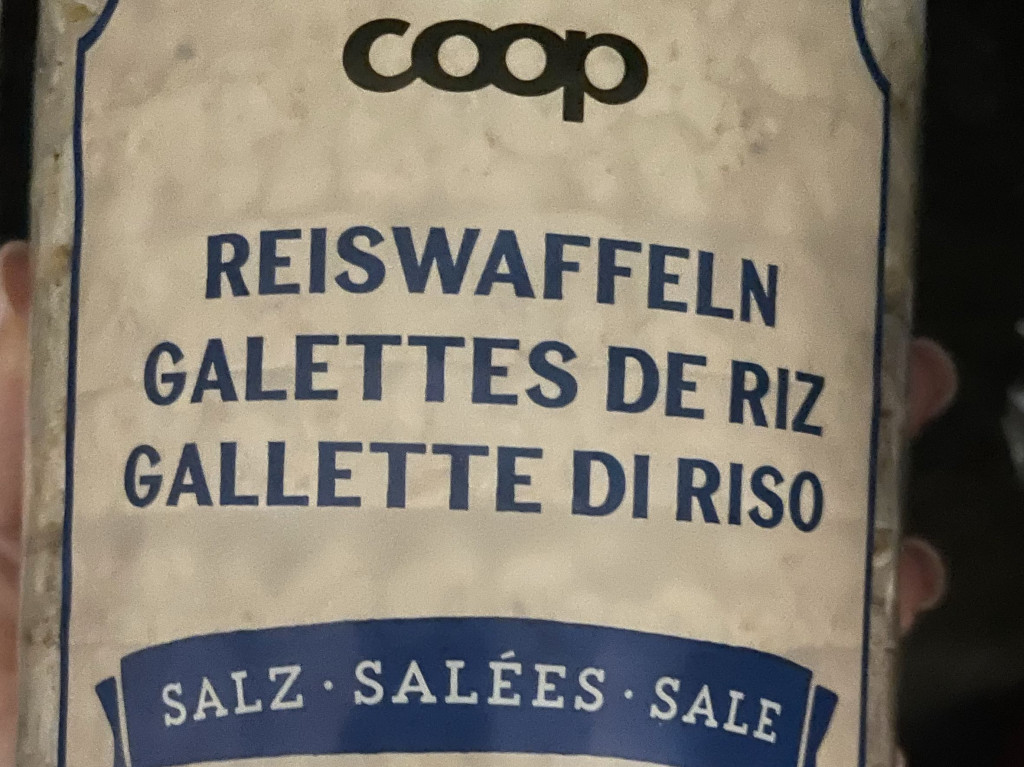 coop
REISWAFFELN
GALETTES DE RIZ
GALLETTE DI RISO
SALZ · SALÉES · SALE